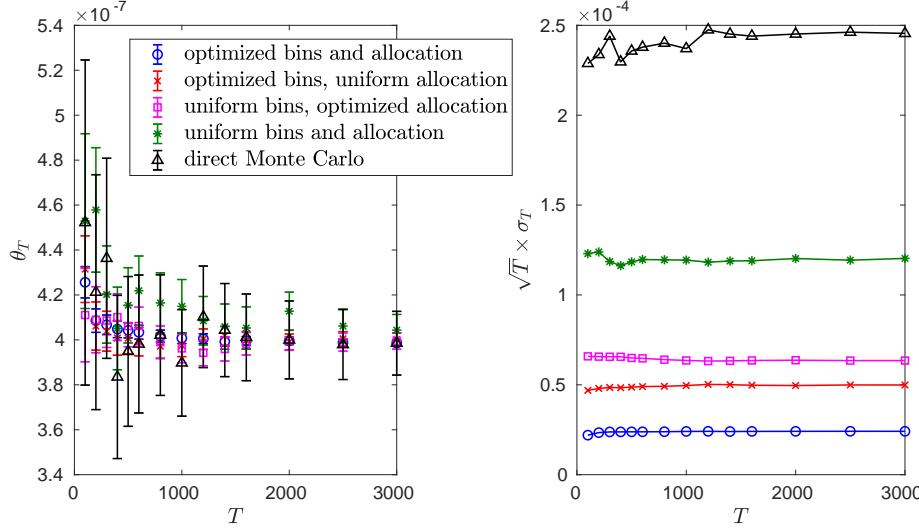 ×10⁻⁷
5.4
5.2
5
4.8
4.6
4.4
4.2
4
3.8
3.6
3.4
θ_T
0 1000 2000 3000
T
optimized bins and allocation
optimized bins, uniform allocation
uniform bins, optimized allocation
uniform bins and allocation
direct Monte Carlo
×10⁻⁴
2.5
2
1.5
1
0.5
0
√T × σ_T
0 1000 2000 3000
T